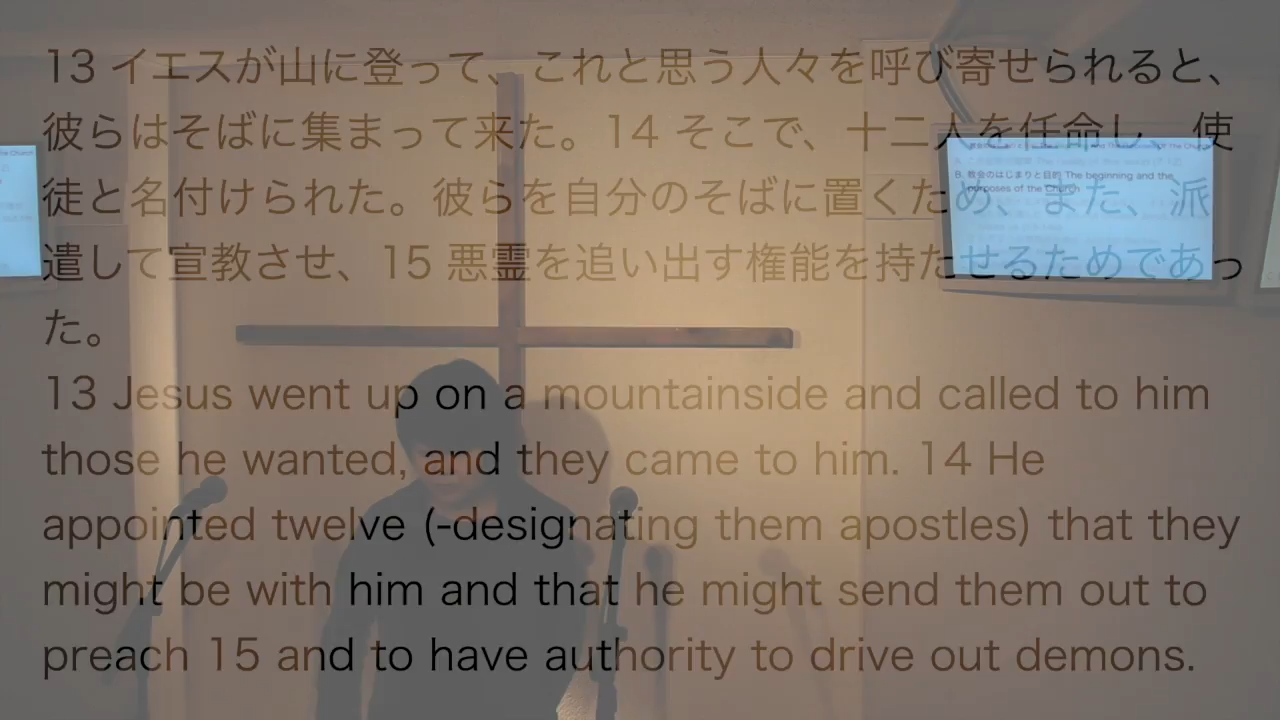 13 イエスが山に登って、これと思う人々を呼び寄せられると、
彼らはそばに集まって来た。14 そこで、十二人を任命し、使
徒と名付けられた。彼らを自分のそばに置くため、また、派
遣して宣教させ、15 悪霊を追い出す権能を持たせるためであっ
た。
13 Jesus went up on a mountainside and called to him
those he wanted, and they came to him. 14 He
appointed twelve (-designating them apostles) that they
might be with him and that he might send them out to
preach 15 and to have authority to drive out demons.
the Church
B. 教会のはじまりと目的 The beginning and the
purposes of the Church